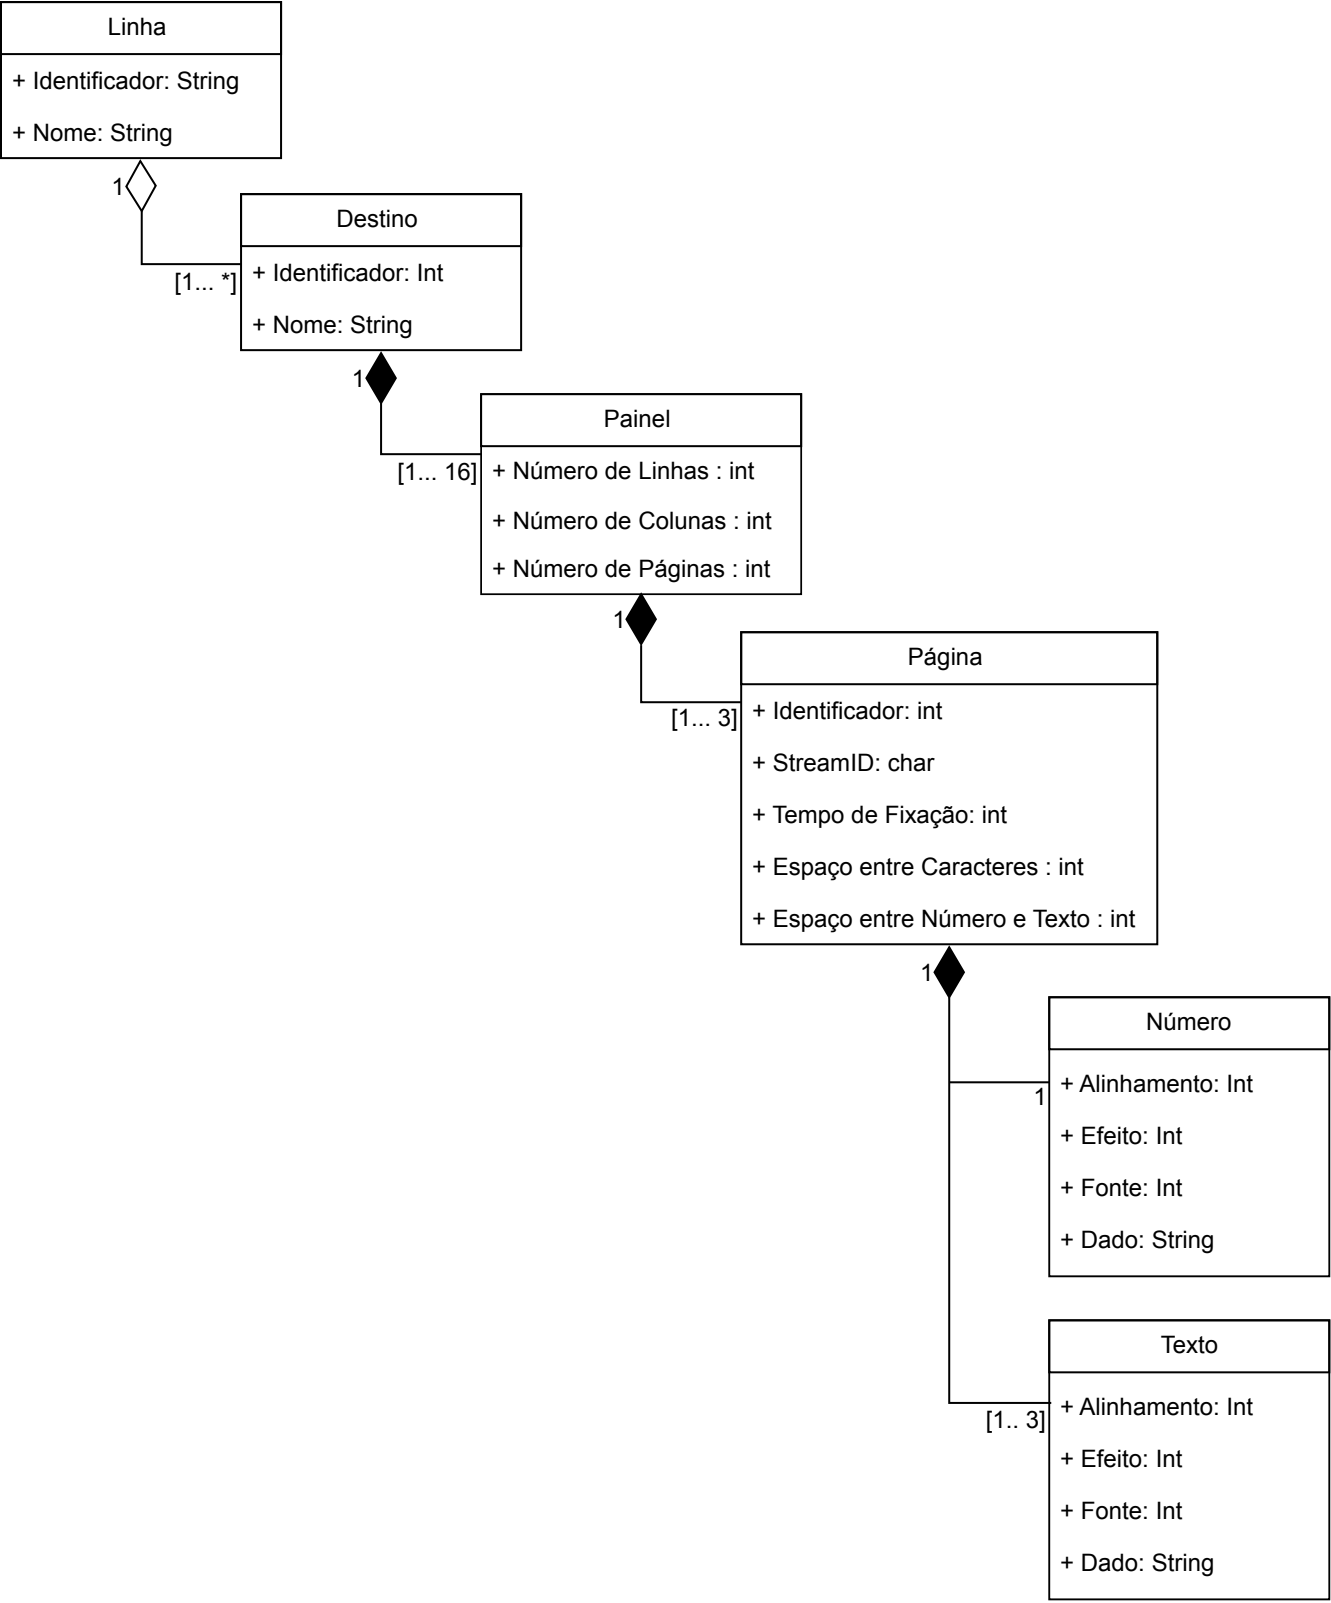 Linha
+ Identificador: String
+ Nome: String
1
[1... *]
Destino
+ Identificador: Int
+ Nome: String
1
[1... 16]
Painel
+ Número de Linhas : int
+ Número de Colunas : int
+ Número de Páginas : int
1
[1... 3]
Página
+ Identificador: int
+ StreamID: char
+ Tempo de Fixação: int
+ Espaço entre Caracteres : int
+ Espaço entre Número e Texto : int
1
1
Número
+ Alinhamento: Int
+ Efeito: Int
+ Fonte: Int
+ Dado: String
[1.. 3]
Texto
+ Alinhamento: Int
+ Efeito: Int
+ Fonte: Int
+ Dado: String